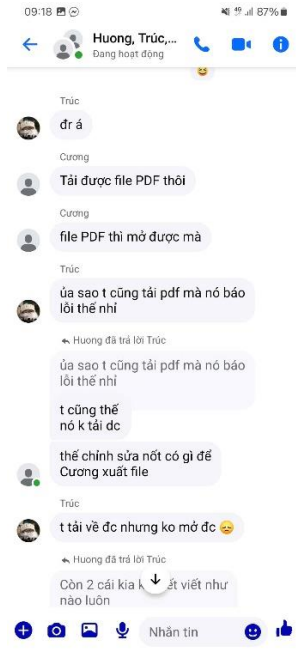 09:18
4G
87%
Huong, Trúc,...
Đang hoạt động
Trúc
đr á
Cương
Tải được file PDF thôi
Cương
file PDF thì mở được mà
Trúc
ủa sao t cũng tải pdf mà nó báo
lỗi thế nhỉ
Huong đã trả lời Trúc
ủa sao t cũng tải pdf mà nó báo
lỗi thế nhỉ
t cũng thế
nó k tải dc
thế chỉnh sửa nốt có gì để
Cương xuất file
Trúc
t tải về đc nhưng ko mở đc 😞
Huong đã trả lời Trúc
Còn 2 cái kia viết như
nào luôn
Nhắn tin